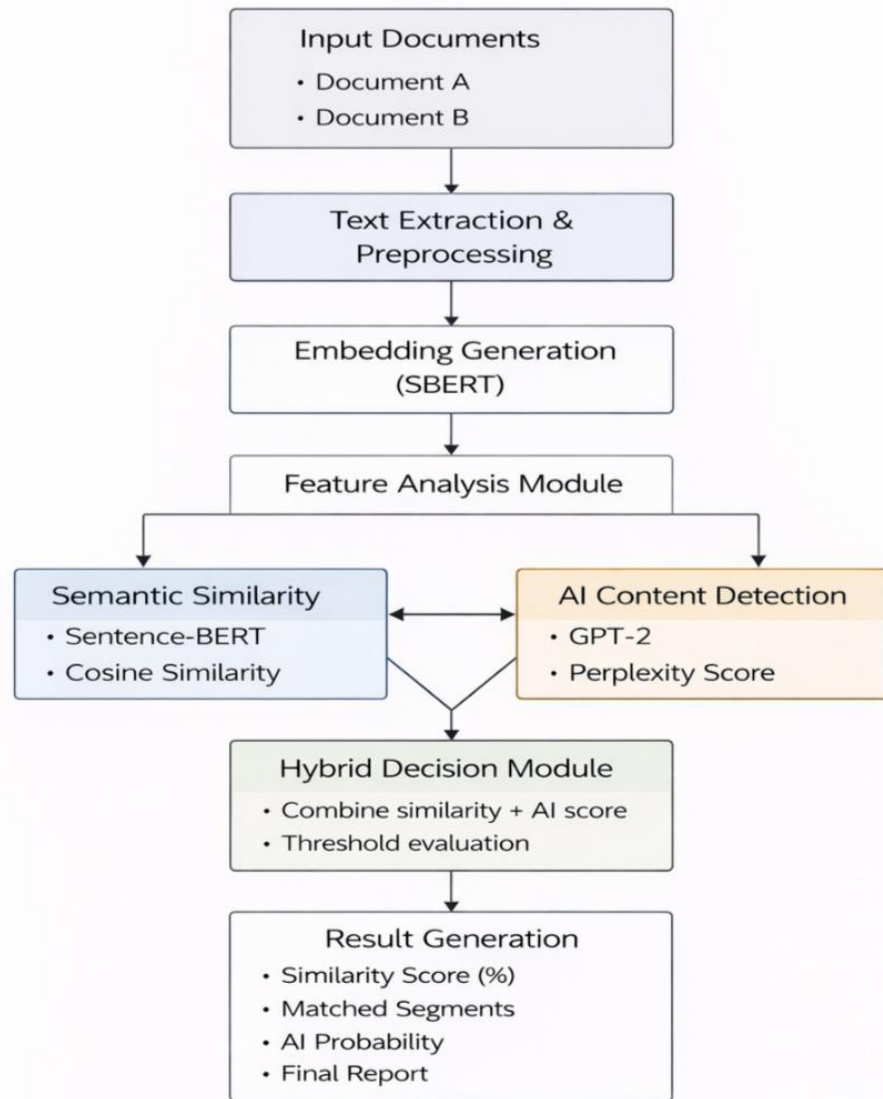 Input Documents
• Document A
• Document B
Text Extraction &
Preprocessing
Embedding Generation
(SBERT)
Feature Analysis Module
Semantic Similarity
• Sentence-BERT
• Cosine Similarity
AI Content Detection
• GPT-2
• Perplexity Score
Hybrid Decision Module
• Combine similarity + AI score
• Threshold evaluation
Result Generation
• Similarity Score (%)
• Matched Segments
• AI Probability
• Final Report